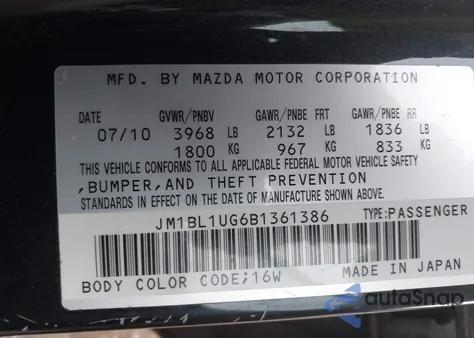 MFD. BY MAZDA MOTOR CORPORATION
DATE GVWR/PNBV GAWR/PNBE FRT GAWR/PNBE RR
07/10 3968 LB 2132 LB 1836 LB
1800 KG 967 KG 833 KG
THIS VEHICLE CONFORMS TO ALL APPLICABLE FEDERAL MOTOR VEHICLE SAFETY
,BUMPER,AND THEFT PREVENTION
STANDARDS IN EFFECT ON THE DATE OF MANUFACTURE SHOWN ABOVE.
JM1BL1UG6B1361386 TYPE:PASSENGER
BODY COLOR CODE;16W MADE IN JAPAN
autoSnap